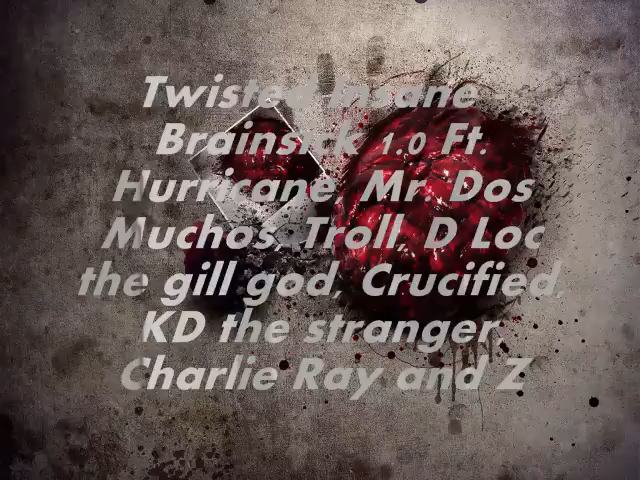 Twisted Insane
Brainsick 1.0 Ft.
Hurricane, Mr. Dos
Muchos, Troll, D Loc
the gill god, Crucified,
KD the stranger
Charlie Ray and Z